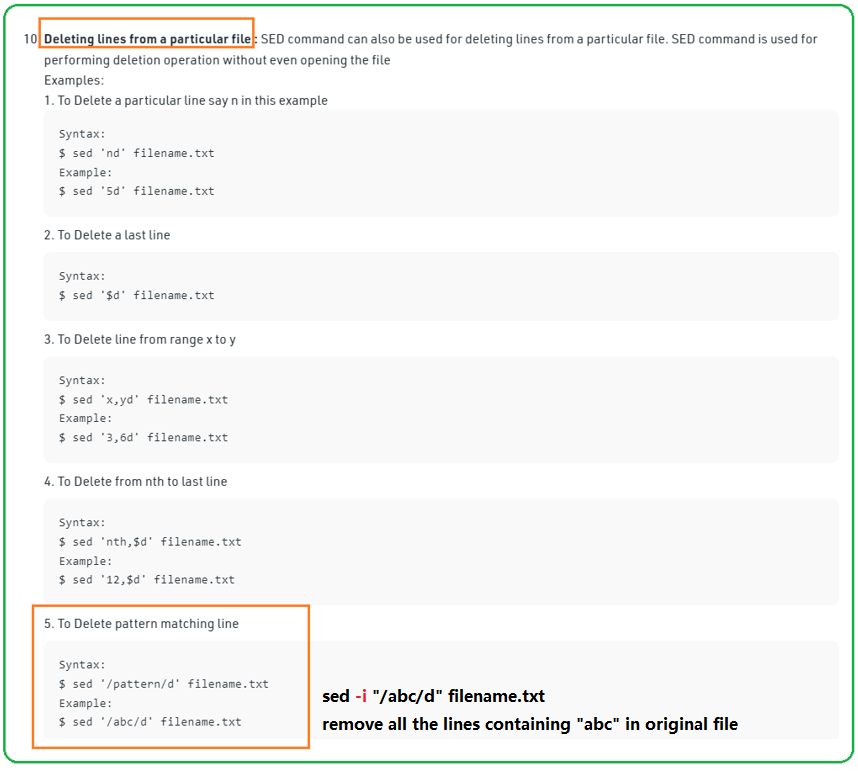 10. Deleting lines from a particular file : SED command can also be used for deleting lines from a particular file. SED command is used for
performing deletion operation without even opening the file
Examples:
1. To Delete a particular line say n in this example
Syntax:
$ sed 'nd' filename.txt
Example:
$ sed '5d' filename.txt
2. To Delete a last line
Syntax:
$ sed '$d' filename.txt
3. To Delete line from range x to y
Syntax:
$ sed 'x,yd' filename.txt
Example:
$ sed '3,6d' filename.txt
4. To Delete from nth to last line
Syntax:
$ sed 'nth,$d' filename.txt
Example:
$ sed '12,$d' filename.txt
5. To Delete pattern matching line
Syntax:
$ sed '/pattern/d' filename.txt
Example:
$ sed '/abc/d' filename.txt
sed -i "/abc/d" filename.txt
remove all the lines containing "abc" in original file